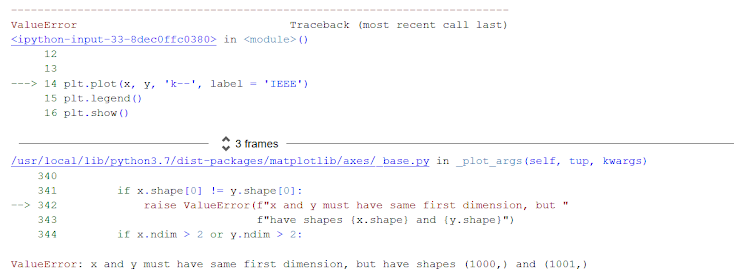 ---------------------------------------------------------------------------
ValueError                                Traceback (most recent call last)
<ipython-input-33-8dec0ffc0380> in <module>()
     12
     13
---> 14 plt.plot(x, y, 'k--', label = 'IEEE')
     15 plt.legend()
     16 plt.show()
3 frames
/usr/local/lib/python3.7/dist-packages/matplotlib/axes/_base.py in _plot_args(self, tup, kwargs)
    340
    341         if x.shape[0] != y.shape[0]:
--> 342             raise ValueError(f"x and y must have same first dimension, but "
    343                              f"have shapes {x.shape} and {y.shape}")
    344         if x.ndim > 2 or y.ndim > 2:
ValueError: x and y must have same first dimension, but have shapes (1000,) and (1001,)